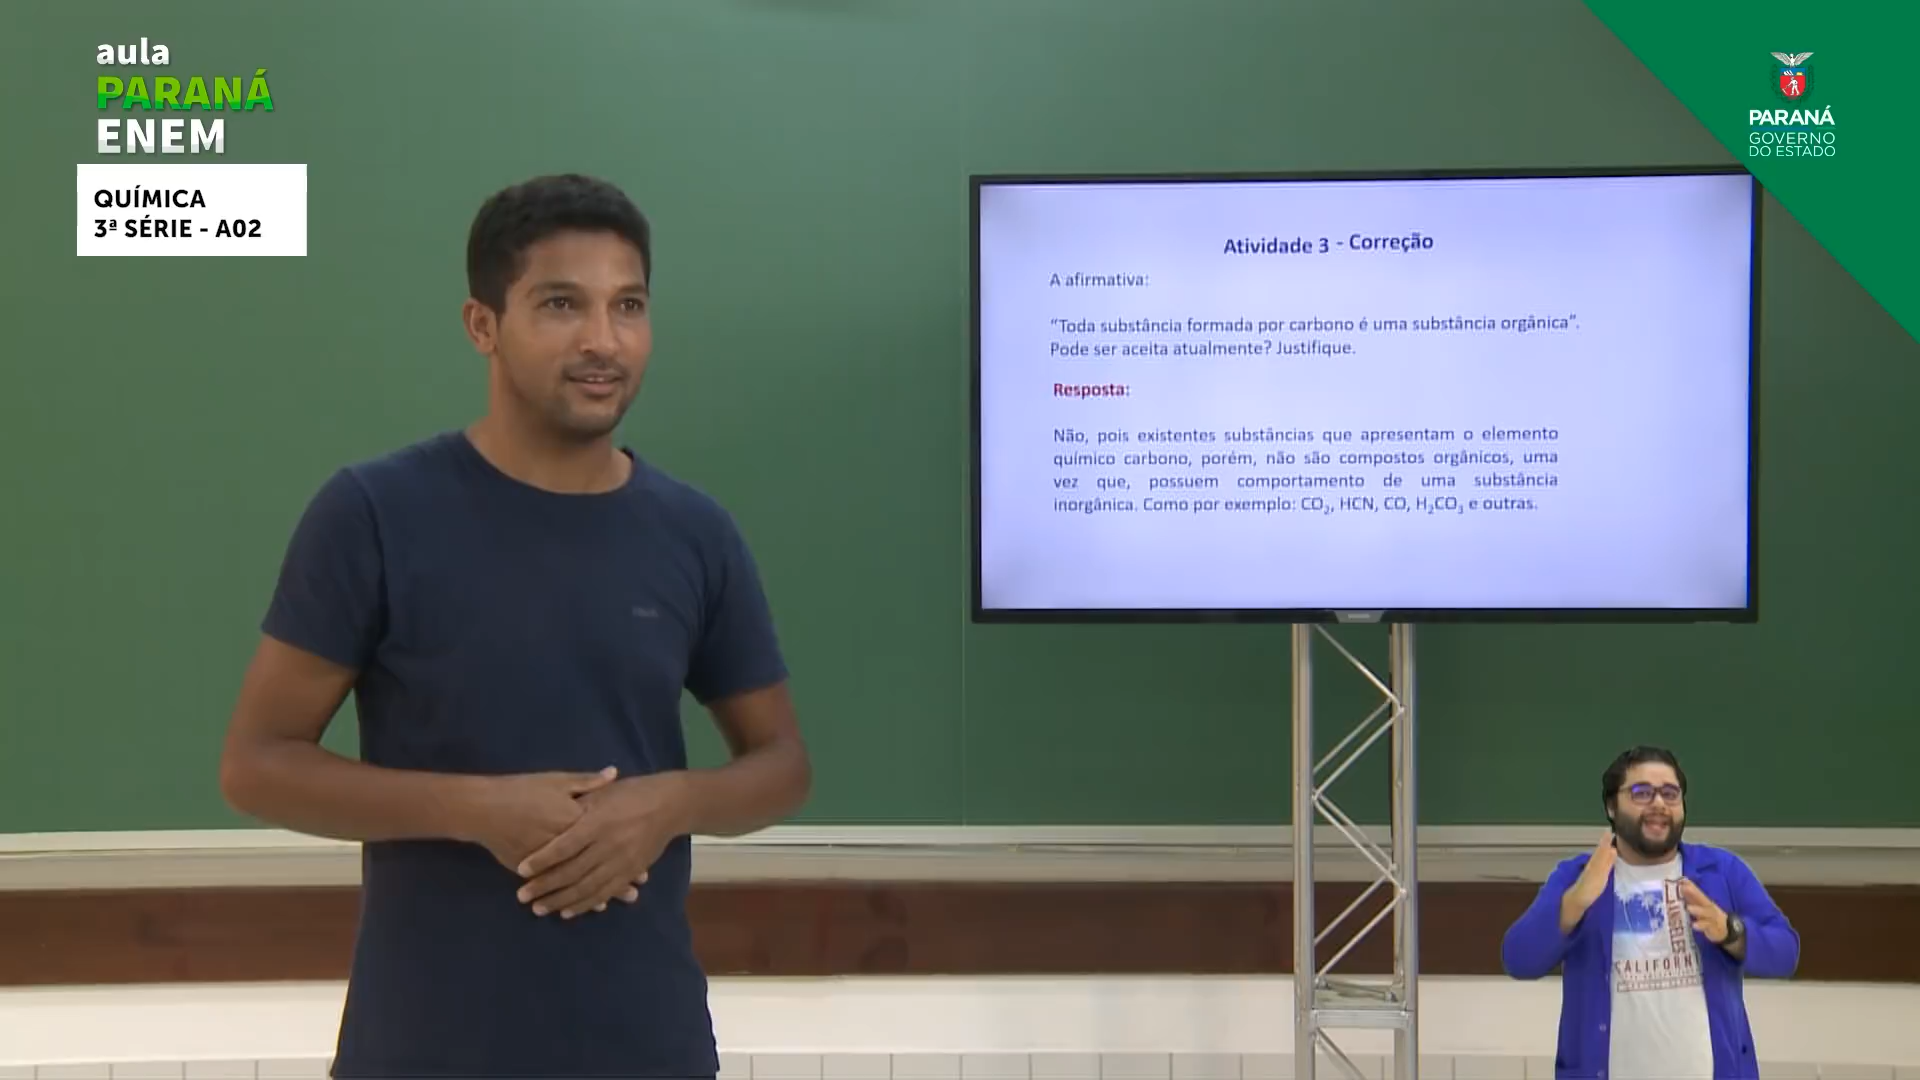 aula
PARANÁ
ENEM
QUÍMICA
3ª SÉRIE - A02
PARANÁ
GOVERNO
DO ESTADO
Atividade 3 - Correção
A afirmativa:
“Toda substância formada por carbono é uma substância orgânica”.
Pode ser aceita atualmente? Justifique.
Resposta:
Não, pois existentes substâncias que apresentam o elemento
químico carbono, porém, não são compostos orgânicos, uma
vez que, possuem comportamento de uma substância
inorgânica. Como por exemplo: CO₂, HCN, CO, H₂CO₃ e outras.
CALIFORNI